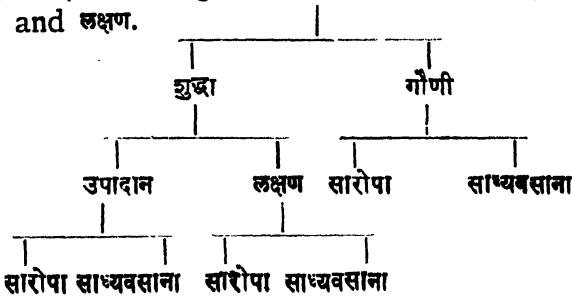 and लक्षण.
शुद्धा गौणी
उपादान लक्षण सारोपा साध्यवसाना
सारोपा साध्यवसाना सारोपा साध्यवसाना